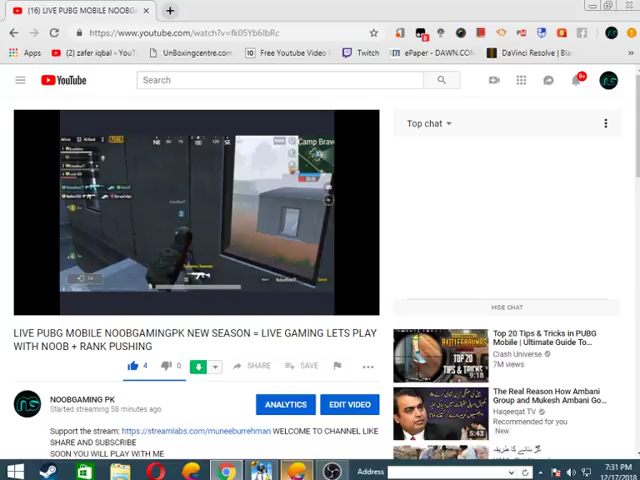 (16) LIVE PUBG MOBILE NOOBGA
https://www.youtube.com/watch?v=fk05Yb6IbRc
Apps
zafer iqbal - YouT
UnBoxingcentre.com
Free Youtube Video
Twitch
ePaper - DAWN.COM
DaVinci Resolve | Bla
YouTube
Search
9+
NE
Camp Brav
Top chat
HIDE CHAT
LIVE PUBG MOBILE NOOBGAMINGPK NEW SEASON = LIVE GAMING LETS PLAY
WITH NOOB + RANK PUSHING
4
0
SHARE
SAVE
NOOBGAMING PK
Started streaming 58 minutes ago
ANALYTICS
EDIT VIDEO
Support the stream: https://streamlabs.com/muneeburrehman WELCOME TO CHANNEL LIKE
SHARE AND SUBSCRIBE
SOON YOU WILL PLAY WITH ME
TOP 20
TIPS & TRICKS
9:18
Top 20 Tips & Tricks in PUBG
Mobile | Ultimate Guide To...
Clash Universe
7M views
5:43
The Real Reason How Ambani
Group and Mukesh Ambani Go...
Haqeeqat TV
Recommended for you
New
Address
7:31 PM
12/17/2018